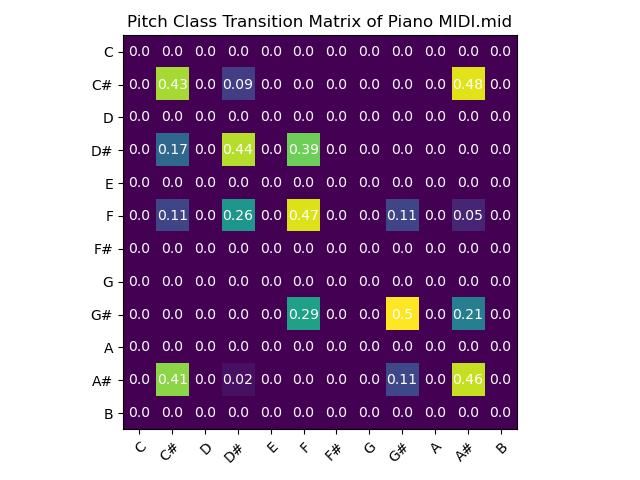 Pitch Class Transition Matrix of Piano MIDI.mid
C 0.0 0.0 0.0 0.0 0.0 0.0 0.0 0.0 0.0 0.0 0.0 0.0
C# 0.0 0.43 0.0 0.09 0.0 0.0 0.0 0.0 0.0 0.0 0.48 0.0
D 0.0 0.0 0.0 0.0 0.0 0.0 0.0 0.0 0.0 0.0 0.0 0.0
D# 0.0 0.17 0.0 0.44 0.0 0.39 0.0 0.0 0.0 0.0 0.0 0.0
E 0.0 0.0 0.0 0.0 0.0 0.0 0.0 0.0 0.0 0.0 0.0 0.0
F 0.0 0.11 0.0 0.26 0.0 0.47 0.0 0.0 0.11 0.0 0.05 0.0
F# 0.0 0.0 0.0 0.0 0.0 0.0 0.0 0.0 0.0 0.0 0.0 0.0
G 0.0 0.0 0.0 0.0 0.0 0.0 0.0 0.0 0.0 0.0 0.0 0.0
G# 0.0 0.0 0.0 0.0 0.0 0.29 0.0 0.0 0.5 0.0 0.21 0.0
A 0.0 0.0 0.0 0.0 0.0 0.0 0.0 0.0 0.0 0.0 0.0 0.0
A# 0.0 0.41 0.0 0.02 0.0 0.0 0.0 0.0 0.11 0.0 0.46 0.0
B 0.0 0.0 0.0 0.0 0.0 0.0 0.0 0.0 0.0 0.0 0.0 0.0
C C# D D# E F F# G G# A A# B